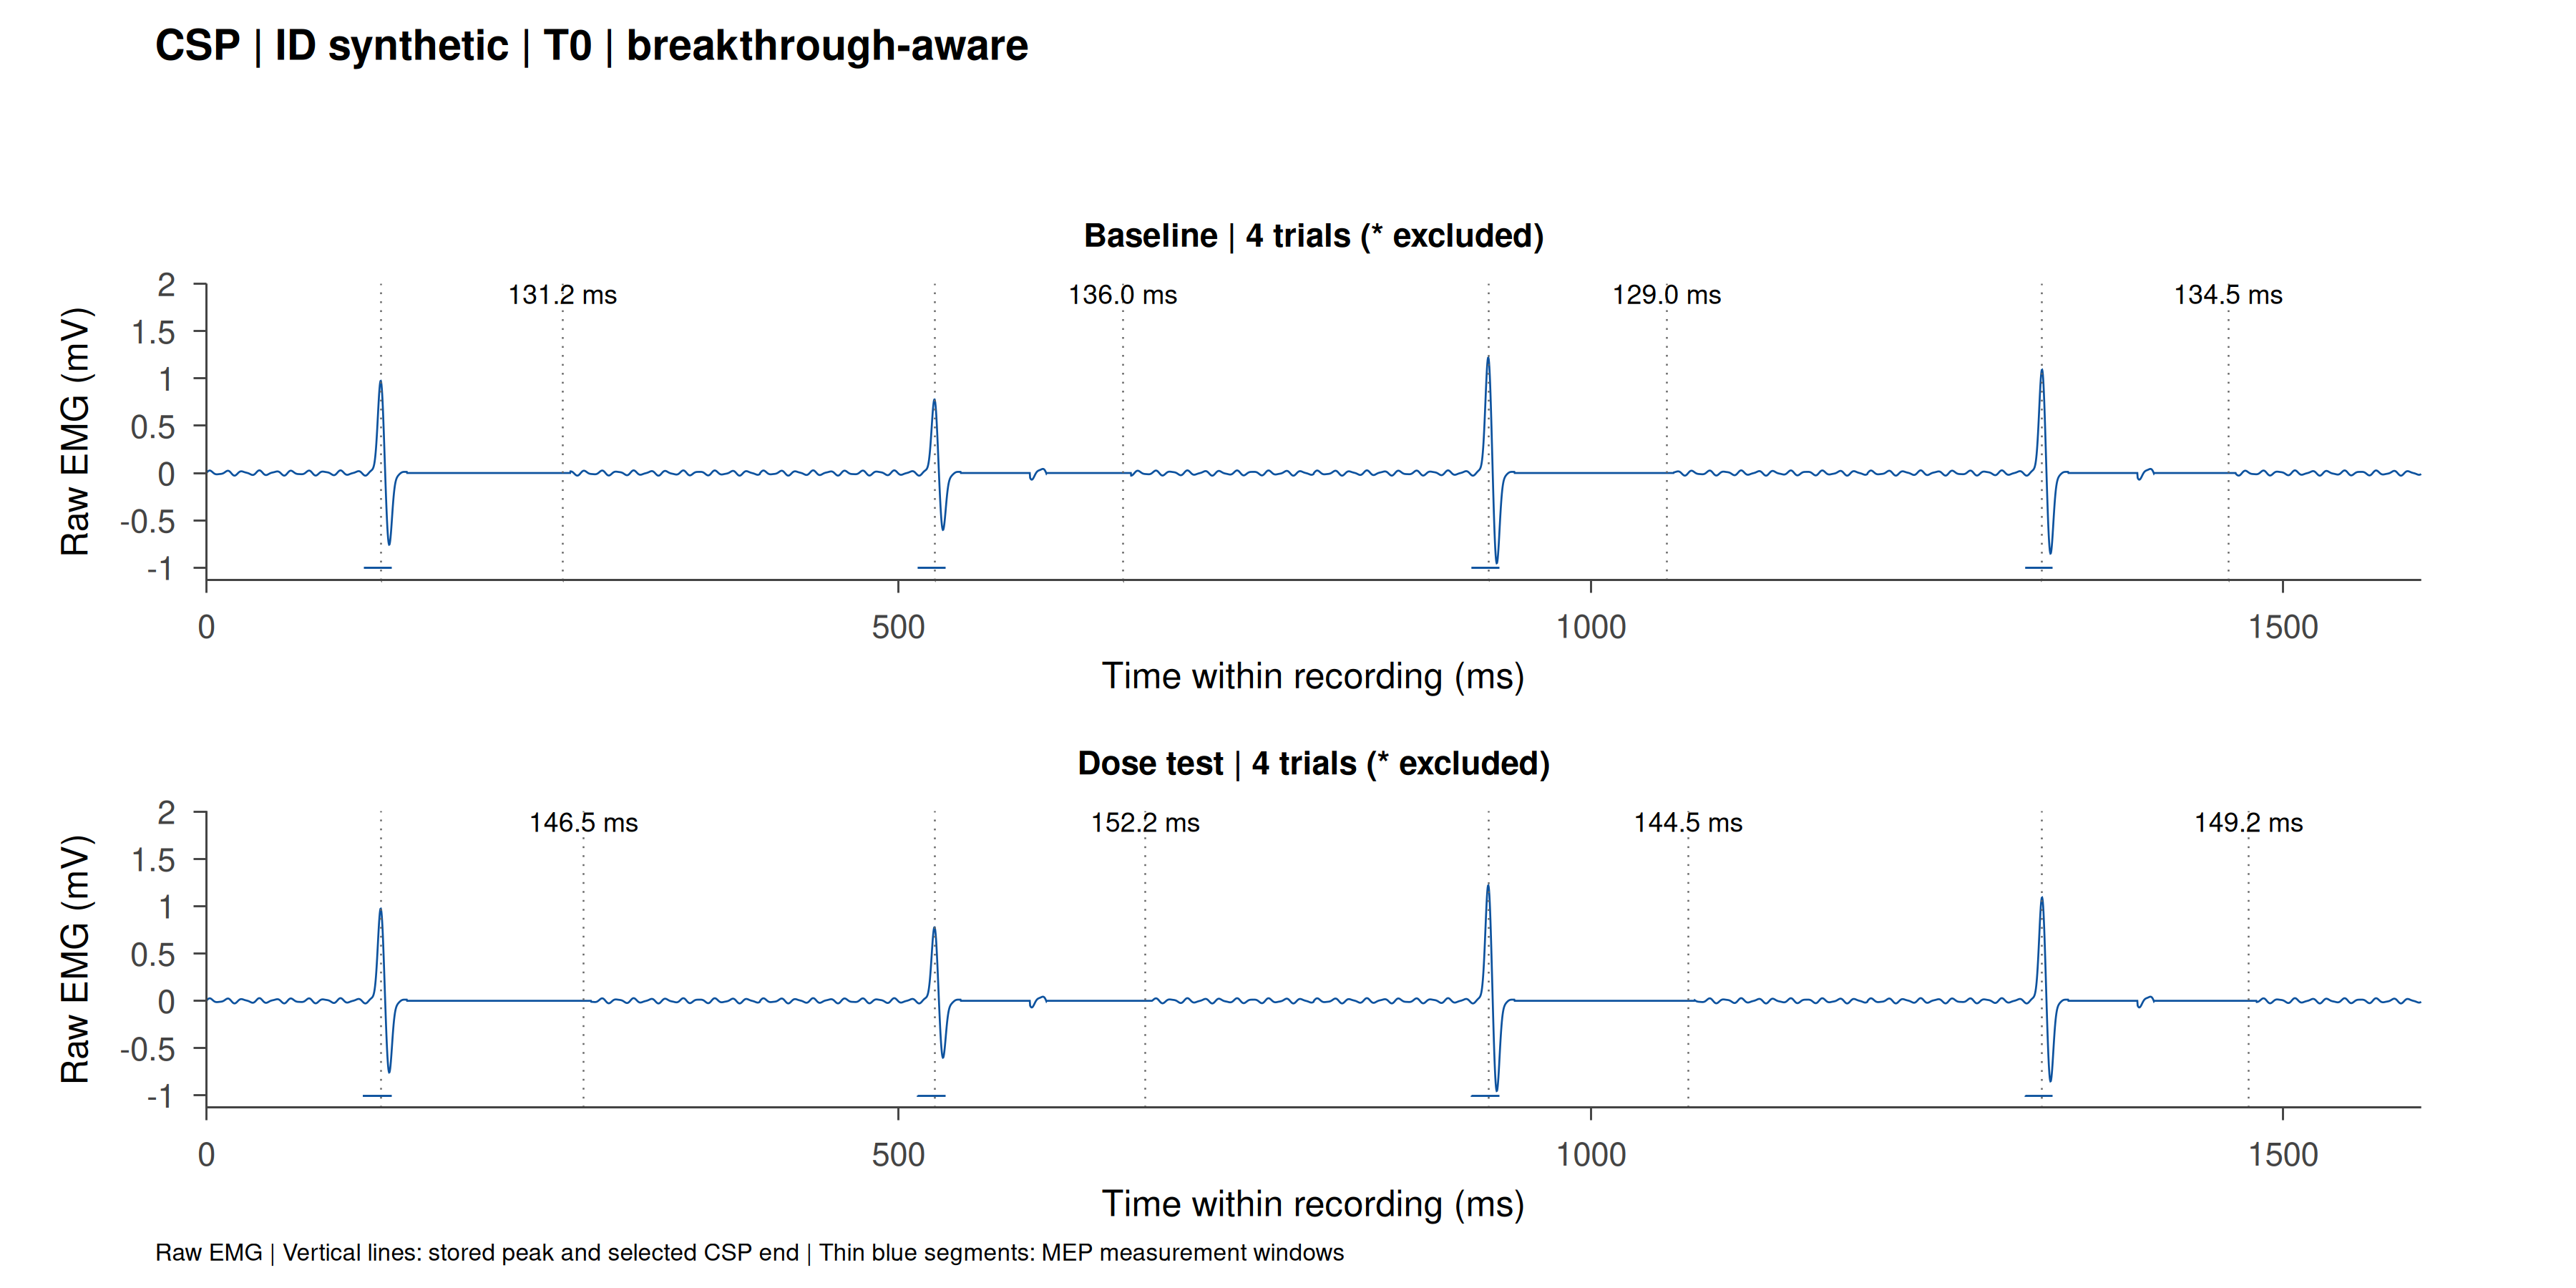 CSP | ID synthetic | T0 | breakthrough-aware
Baseline | 4 trials (* excluded)
131.2 ms 136.0 ms 129.0 ms 134.5 ms
2
1.5
1
0.5
0
-0.5
-1
Raw EMG (mV)
0 500 1000 1500
Time within recording (ms)
Dose test | 4 trials (* excluded)
146.5 ms 152.2 ms 144.5 ms 149.2 ms
2
1.5
1
0.5
0
-0.5
-1
Raw EMG (mV)
0 500 1000 1500
Time within recording (ms)
Raw EMG | Vertical lines: stored peak and selected CSP end | Thin blue segments: MEP measurement windows